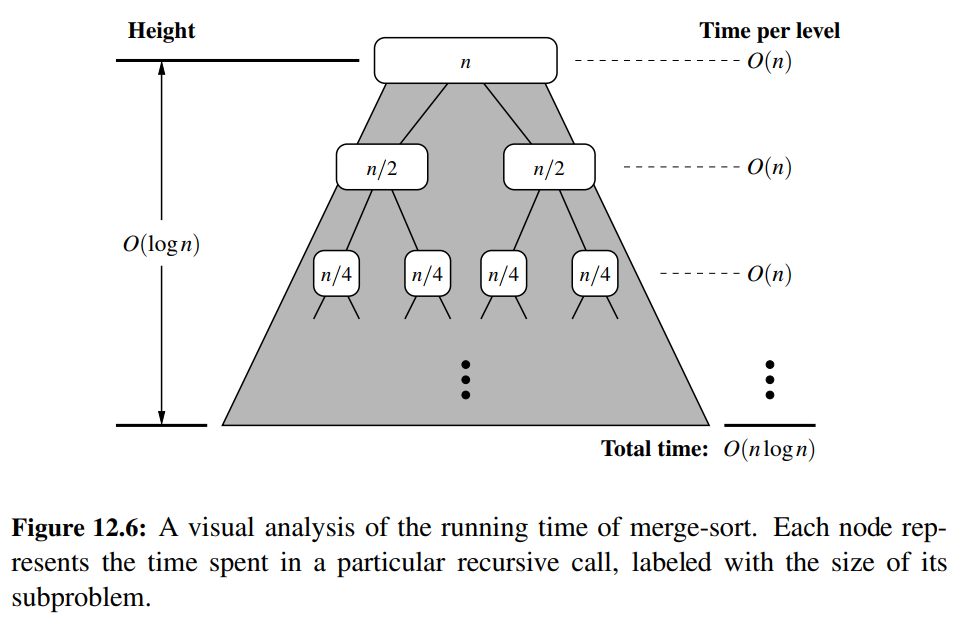 Height
Time per level
n
O(n)
n/2
n/2
O(n)
O(log n)
n/4
n/4
n/4
n/4
O(n)
Total time: O(n log n)
Figure 12.6: A visual analysis of the running time of merge-sort. Each node rep-
resents the time spent in a particular recursive call, labeled with the size of its
subproblem.